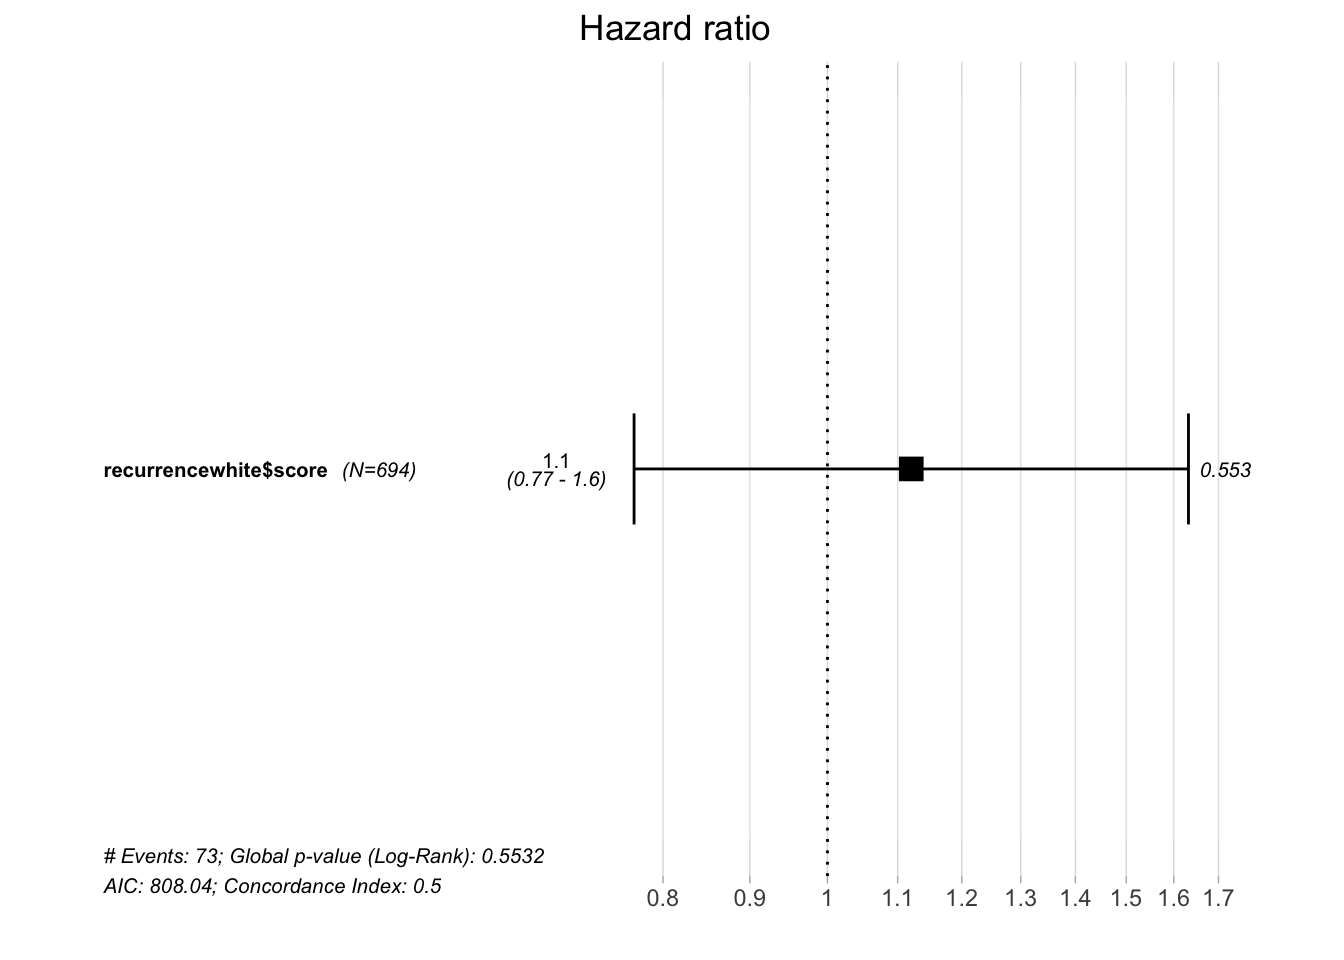 Hazard ratio
recurrencewhite$score (N=694) 1.1 0.553
(0.77 - 1.6)
# Events: 73; Global p-value (Log-Rank): 0.5532
AIC: 808.04; Concordance Index: 0.5
0.8 0.9 1 1.1 1.2 1.3 1.4 1.5 1.6 1.7